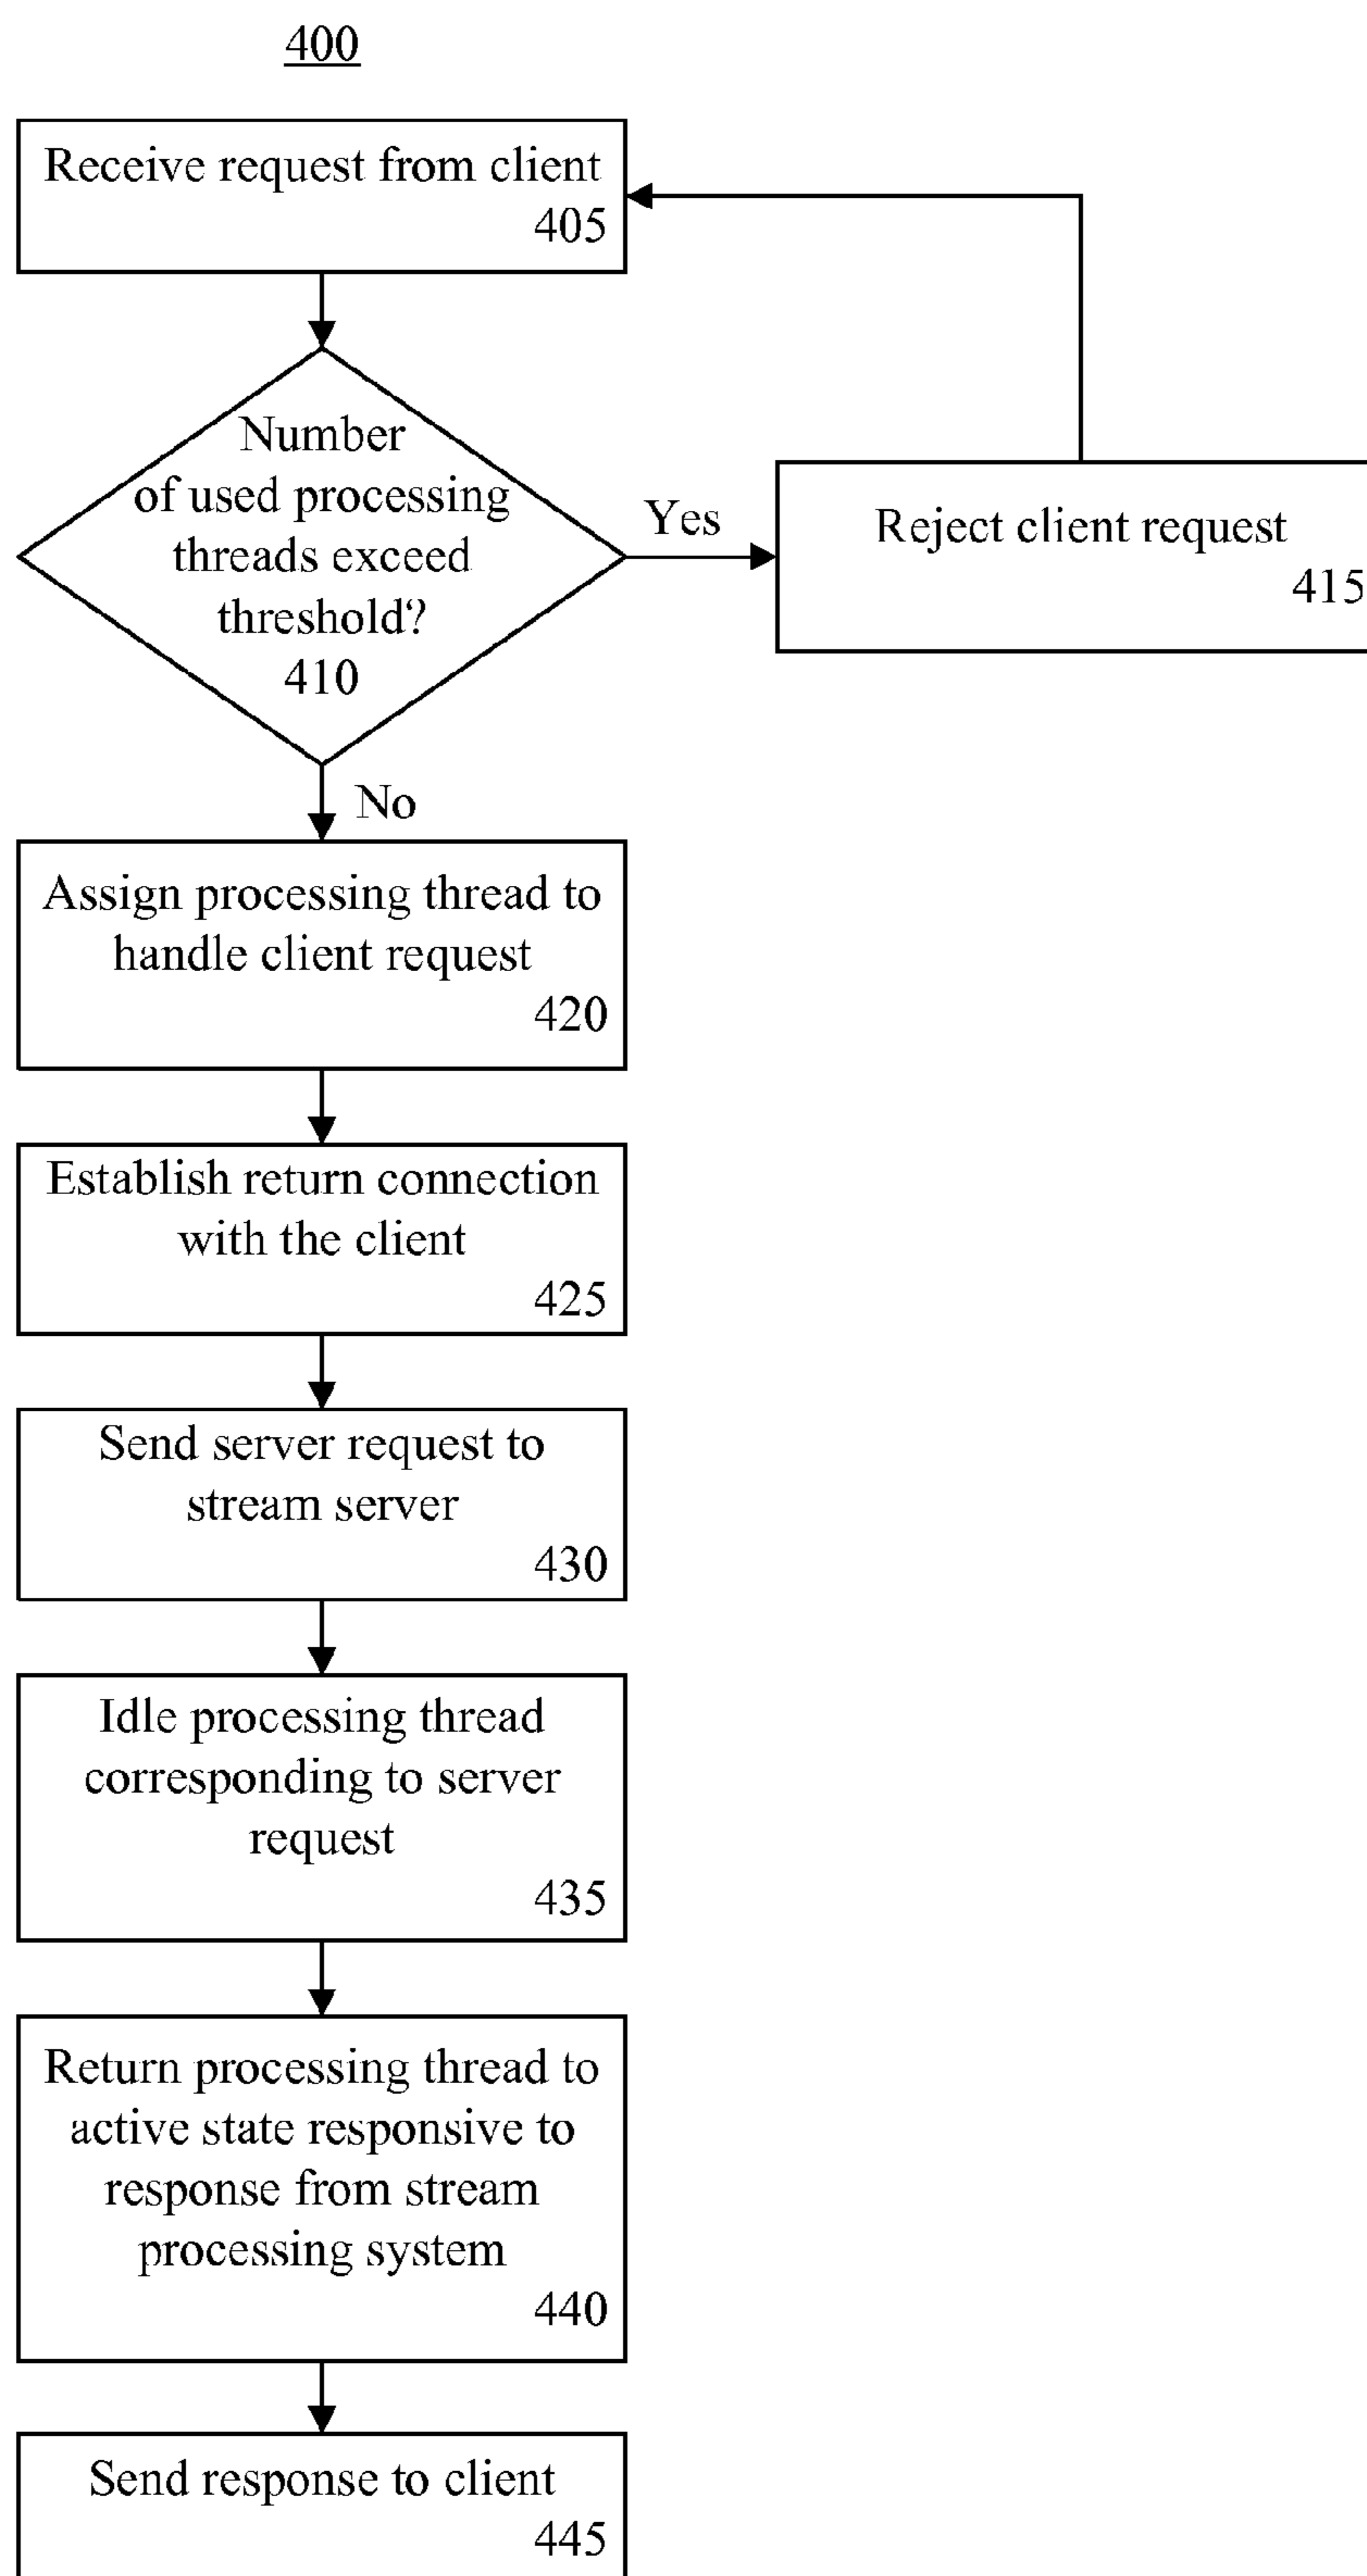 400
Receive request from client
405
Number
of used processing
threads exceed
threshold?
410
Yes
Reject client request
415
No
Assign processing thread to
handle client request
420
Establish return connection
with the client
425
Send server request to
stream server
430
Idle processing thread
corresponding to server
request
435
Return processing thread to
active state responsive to
response from stream
processing system
440
Send response to client
445